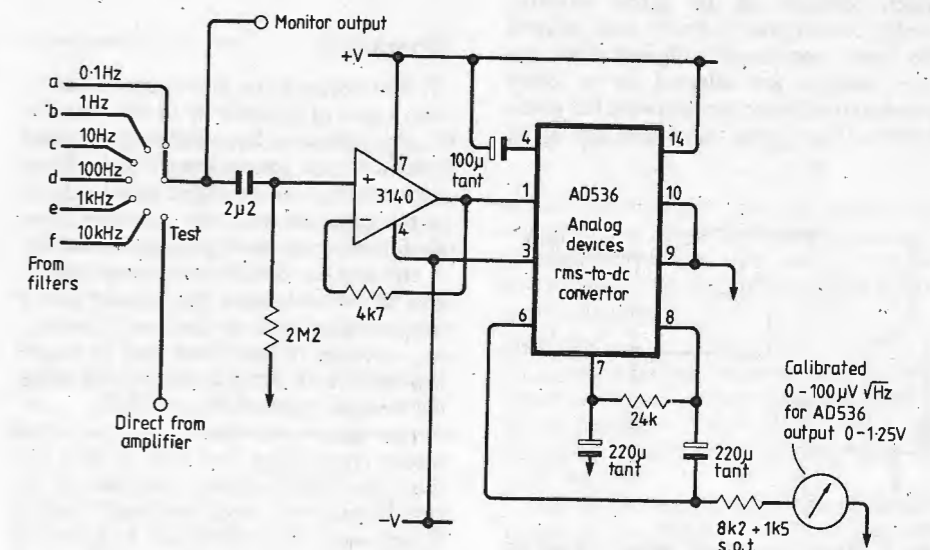 Monitor output
+V
a 0·1Hz
b 1Hz
c 10Hz
d 100Hz
e 1kHz
f 10kHz
From
filters
Test
Direct from
amplifier
2µ2
2M2
+
−
3140
7
4
4k7
100µ
tant
4
14
1
10
3
9
6
8
7
AD536
Analog
devices
rms-to-dc
convertor
24k
220µ
tant
220µ
tant
−V
8k2 + 1k5
s.o.t.
Calibrated
0 – 100µV √Hz
for AD536
output 0 – 1·25V